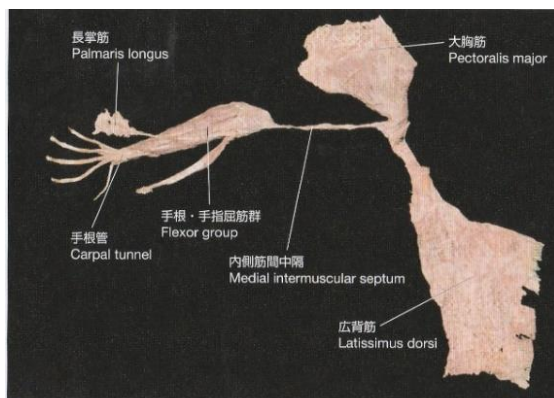 長掌筋
Palmaris longus
大胸筋
Pectoralis major
手根・手指屈筋群
Flexor group
手根管
Carpal tunnel
内側筋間中隔
Medial intermuscular septum
広背筋
Latissimus dorsi